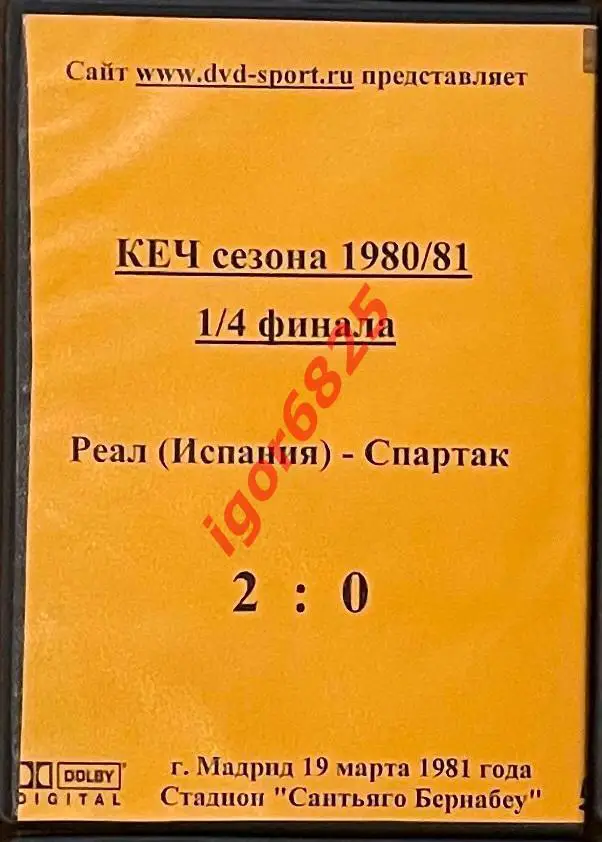 Сайт www.dvd-sport.ru представляет
КЕЧ сезона 1980/81
1/4 финала
Реал (Испания) - Спартак
igor6825
2 : 0
DOLBY
DIGITAL
г. Мадрид 19 марта 1981 года
Стадион "Сантьяго Бернабеу"